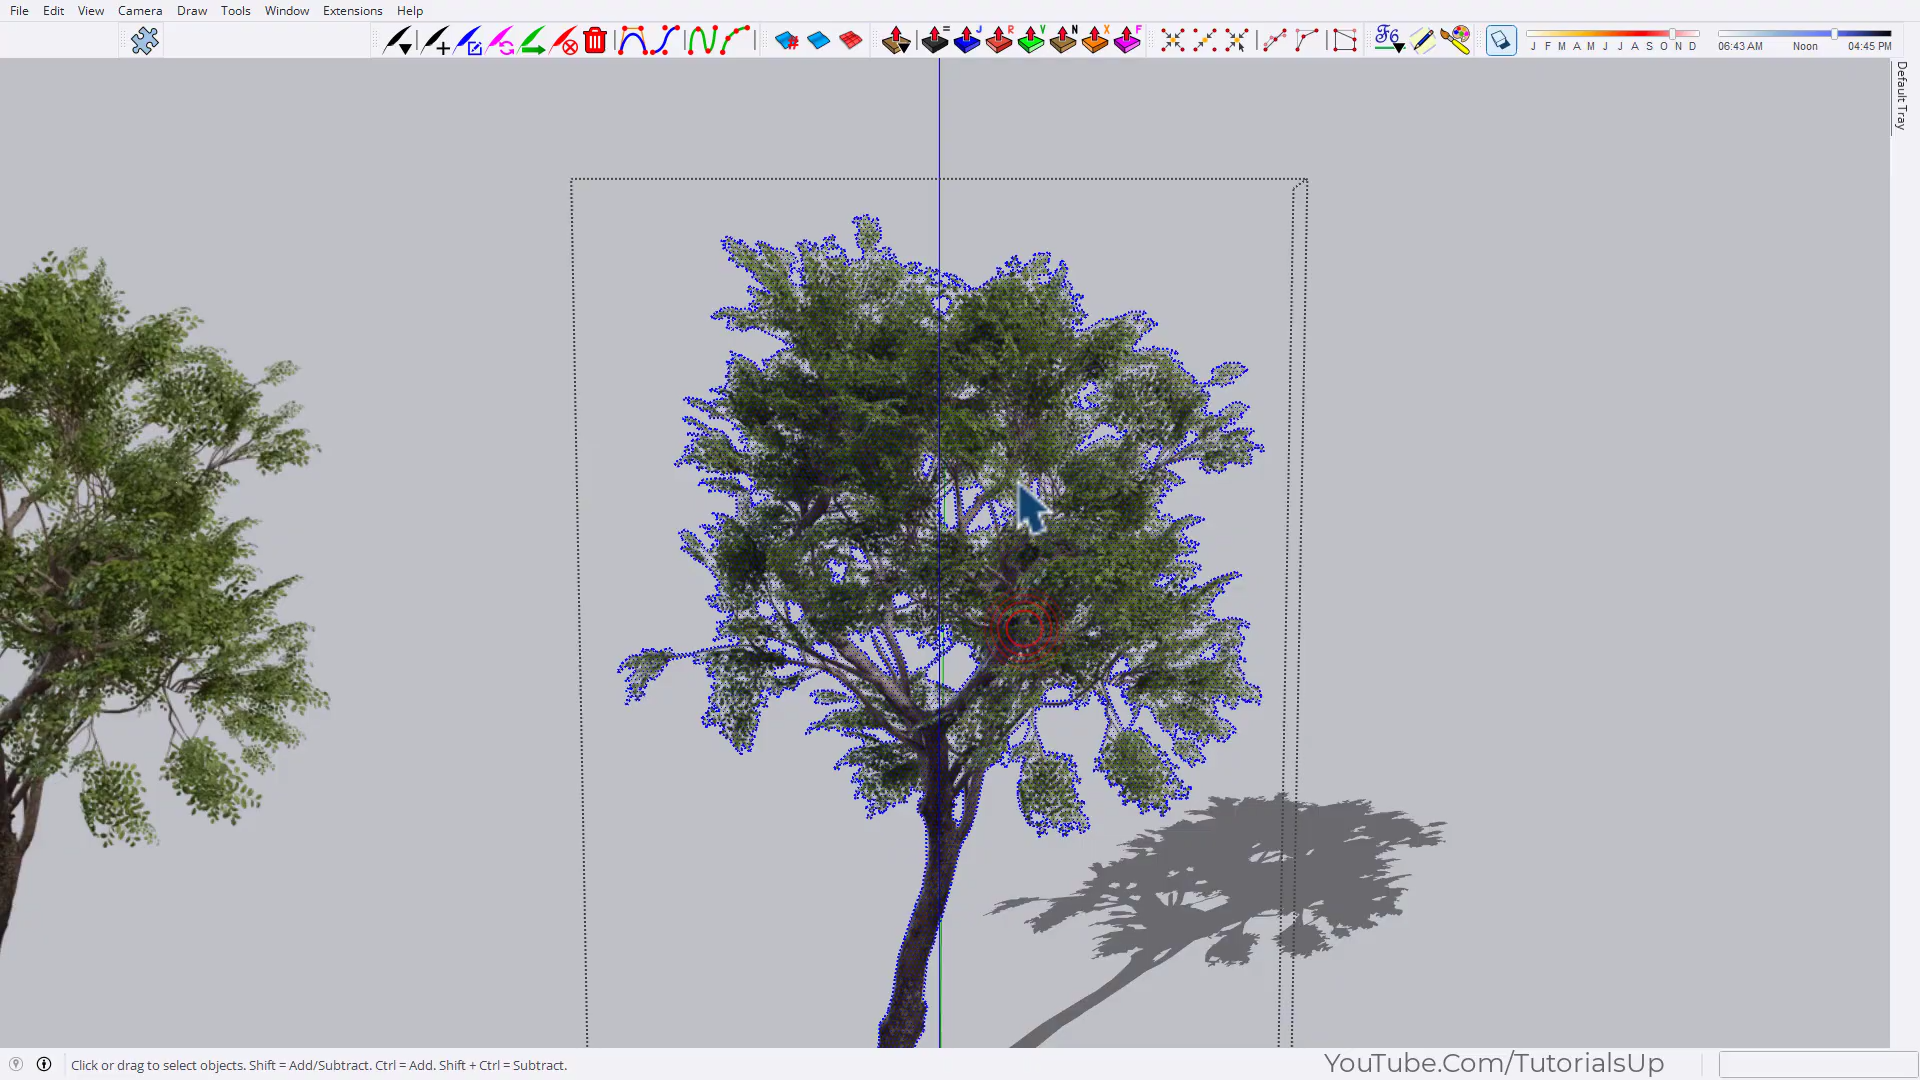 File Edit View Camera Draw Tools Window Extensions Help
= J R V N X F
F6
J F M A M J J A S O N D
06:43 AM Noon 04:45 PM
Default Tray
Click or drag to select objects. Shift = Add/Subtract. Ctrl = Add. Shift + Ctrl = Subtract.
YouTube.Com/TutorialsUp